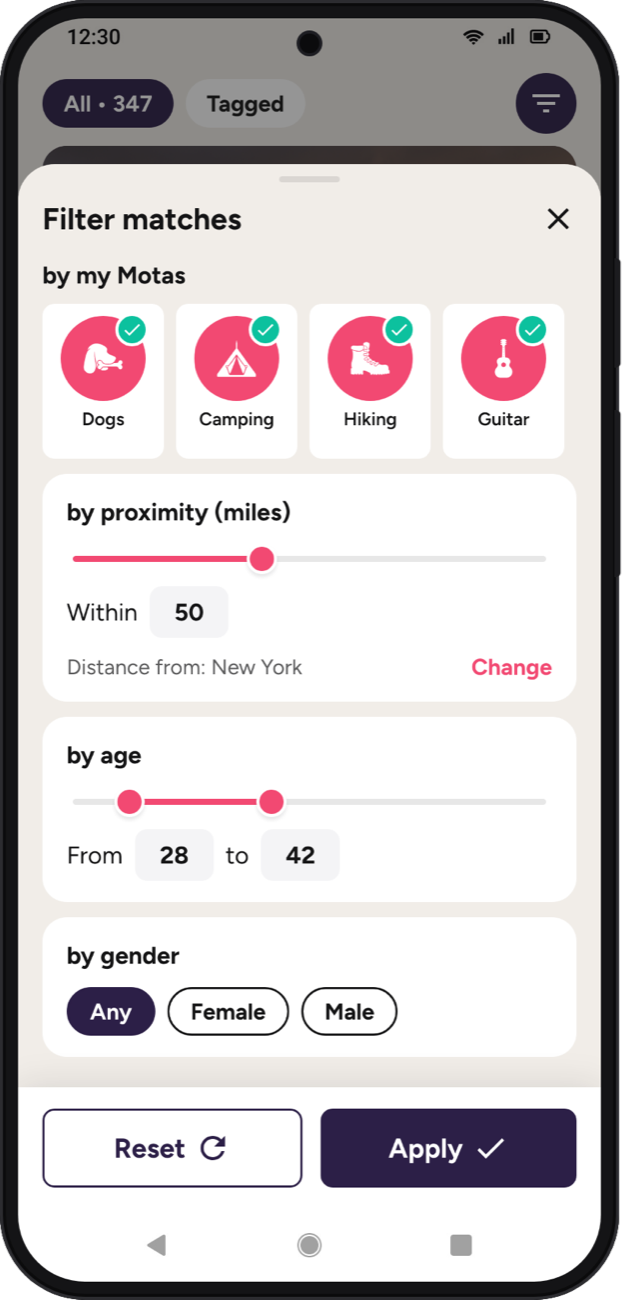 12:30
All • 347 Tagged
Filter matches
by my Motas
Dogs Camping Hiking Guitar
by proximity (miles)
Within 50
Distance from: New York Change
by age
From 28 to 42
by gender
Any Female Male
Reset Apply